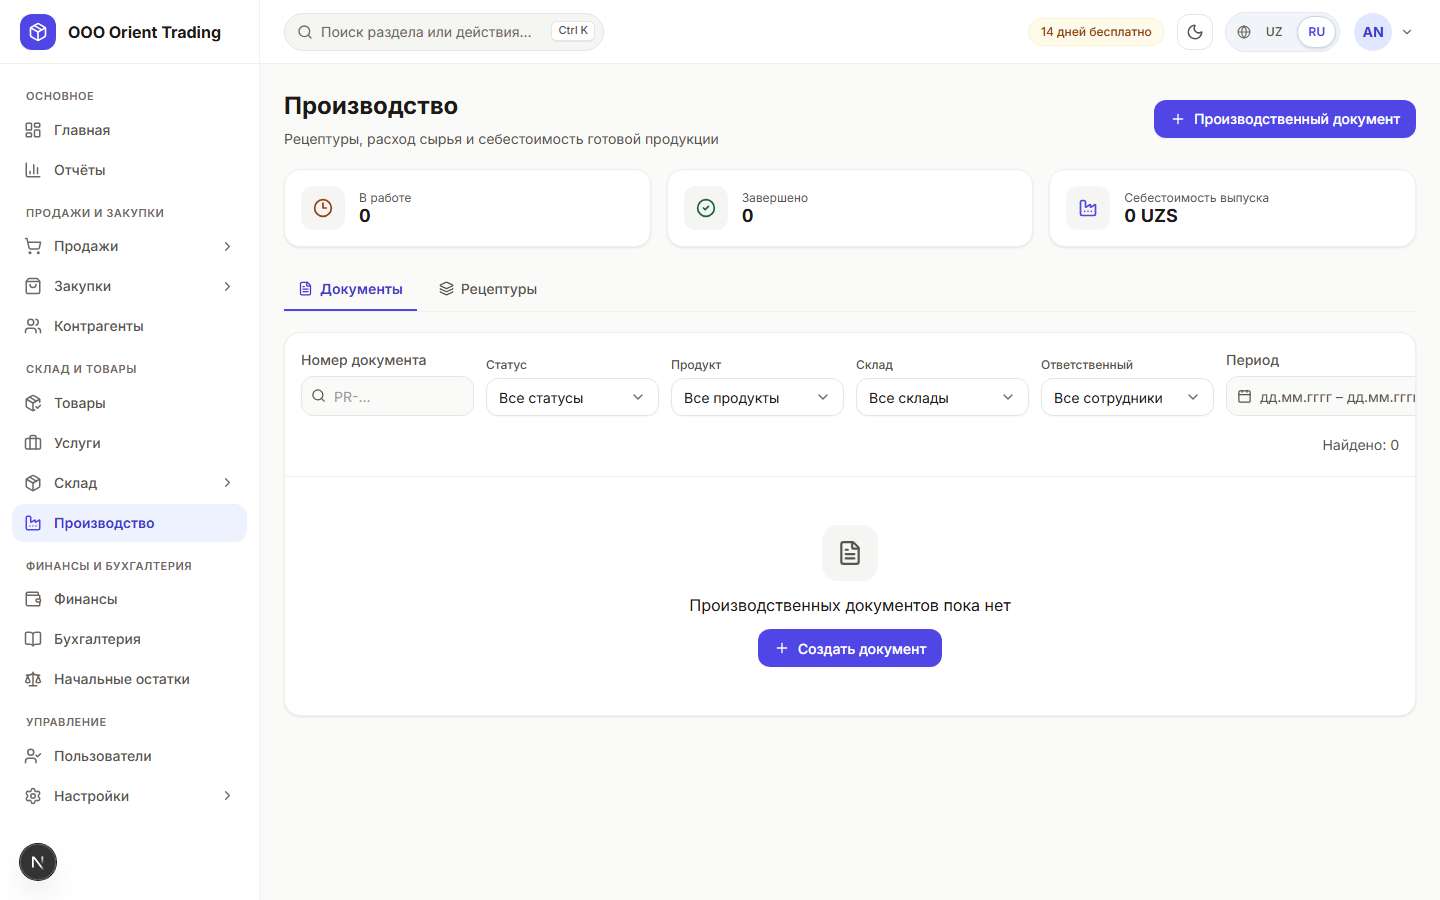 ООО Orient Trading
Поиск раздела или действия...
Ctrl K
14 дней бесплатно
UZ
RU
AN
ОСНОВНОЕ
Главная
Отчёты
ПРОДАЖИ И ЗАКУПКИ
Продажи
Закупки
Контрагенты
СКЛАД И ТОВАРЫ
Товары
Услуги
Склад
Производство
ФИНАНСЫ И БУХГАЛТЕРИЯ
Финансы
Бухгалтерия
Начальные остатки
УПРАВЛЕНИЕ
Пользователи
Настройки
N
Производство
Рецептуры, расход сырья и себестоимость готовой продукции
Производственный документ
В работе
0
Завершено
0
Себестоимость выпуска
0 UZS
Документы
Рецептуры
Номер документа
PR-...
Статус
Все статусы
Продукт
Все продукты
Склад
Все склады
Ответственный
Все сотрудники
Период
дд.мм.гггг – дд.мм.гггг
Найдено: 0
Производственных документов пока нет
Создать документ